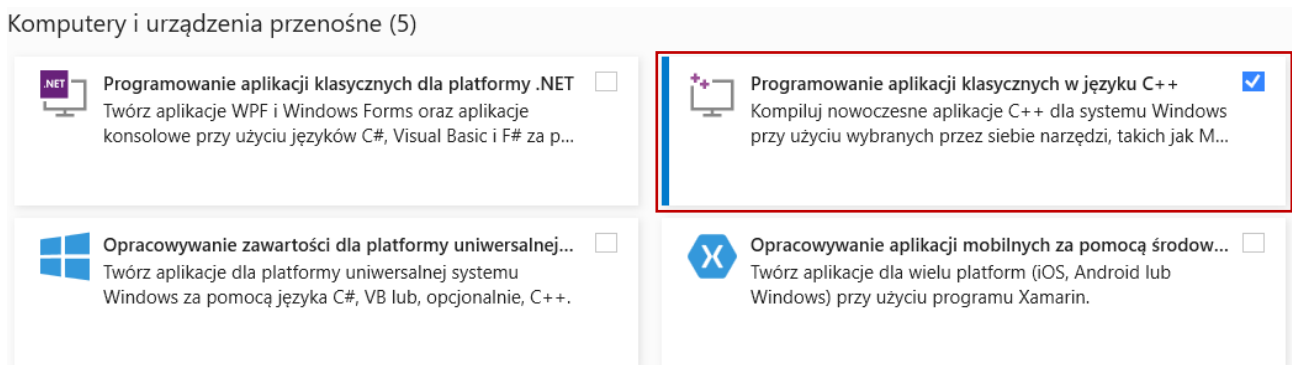 Komputery i urządzenia przenośne (5)
.NET
Programowanie aplikacji klasycznych dla platformy .NET
Twórz aplikacje WPF i Windows Forms oraz aplikacje
konsolowe przy użyciu języków C#, Visual Basic i F# za p...
Programowanie aplikacji klasycznych w języku C++
Kompiluj nowoczesne aplikacje C++ dla systemu Windows
przy użyciu wybranych przez siebie narzędzi, takich jak M...
Opracowywanie zawartości dla platformy uniwersalnej...
Twórz aplikacje dla platformy uniwersalnej systemu
Windows za pomocą języka C#, VB lub, opcjonalnie, C++.
Opracowywanie aplikacji mobilnych za pomocą środow...
Twórz aplikacje dla wielu platform (iOS, Android lub
Windows) przy użyciu programu Xamarin.